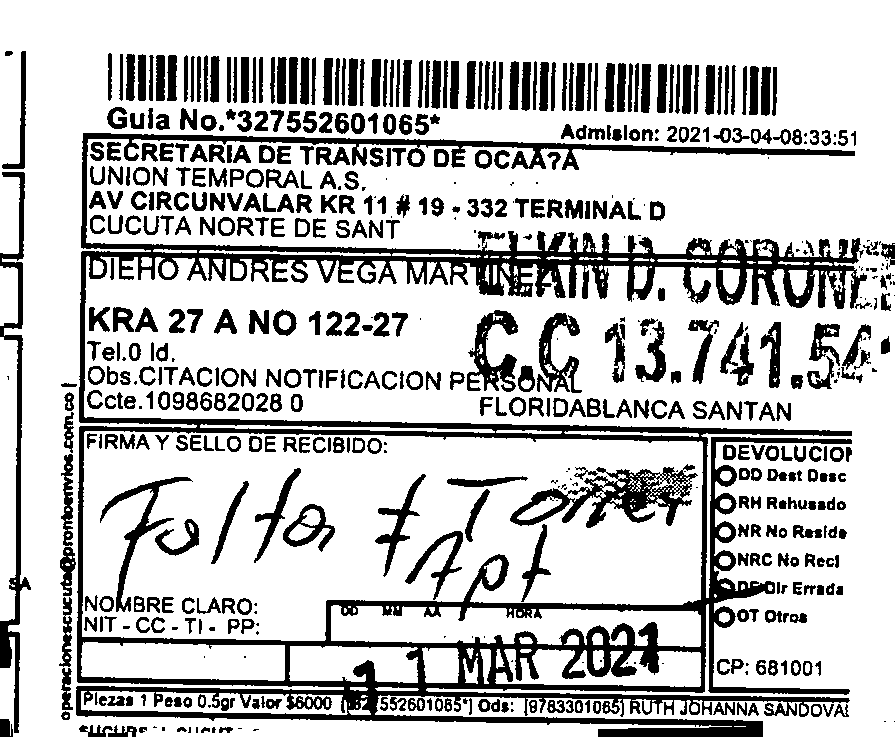 Guia No.*327552601065*
Admision: 2021-03-04-08:33:51
SECRETARIA DE TRANSITO DE OCAÃ?A
UNION TEMPORAL A.S.
AV CIRCUNVALAR KR 11 # 19 - 332 TERMINAL D
CUCUTA NORTE DE SANT
ELKIN D. CORONE
DIEHO ANDRES VEGA MARTINEZ
KRA 27 A NO 122-27
C.C 13.741.54
Tel.0 Id.
Obs.CITACION NOTIFICACION PERSONAL
Ccte.1098682028 0
FLORIDABLANCA SANTAN
operacionescucuta@prontoenvios.com.co
FIRMA Y SELLO DE RECIBIDO:
Falta # Torre
Apt
NOMBRE CLARO:
NIT - CC - TI - PP:
DD MM AA HORA
11 MAR 2021
DEVOLUCION
DD Dest Desc
RH Rehusado
NR No Reside
NRC No Recl
DE Dir Errada
OT Otros
CP: 681001
Piezas 1 Peso 0.5gr Valor $6000 (*327552601065*) Ods: [9783301065] RUTH JOHANNA SANDOVAL
SA